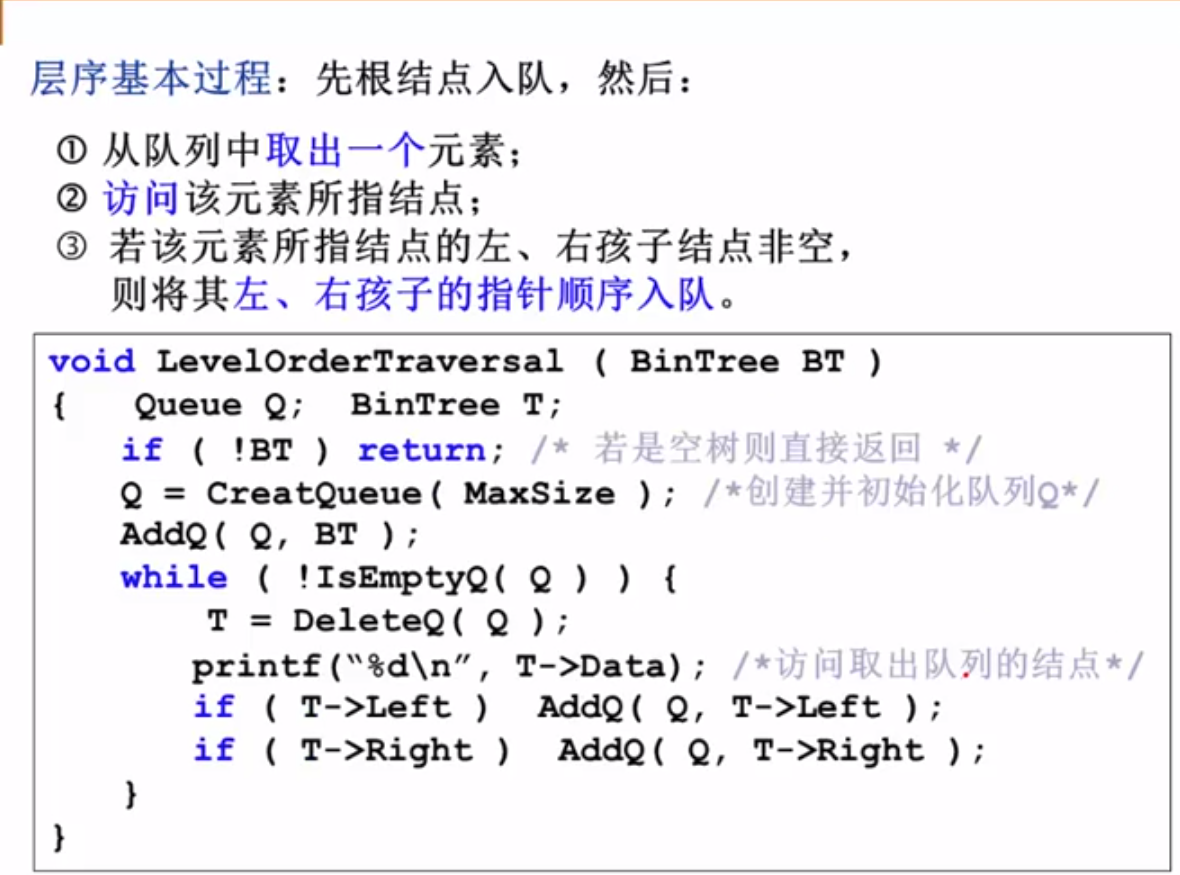 层序基本过程：先根结点入队，然后：
① 从队列中取出一个元素；
② 访问该元素所指结点；
③ 若该元素所指结点的左、右孩子结点非空，
则将其左、右孩子的指针顺序入队。
void LevelOrderTraversal ( BinTree BT )
{ Queue Q; BinTree T;
if ( !BT ) return; /* 若是空树则直接返回 */
Q = CreatQueue( MaxSize ); /*创建并初始化队列Q*/
AddQ( Q, BT );
while ( !IsEmptyQ( Q ) ) {
T = DeleteQ( Q );
printf(“%d\n”, T->Data); /*访问取出队列的结点*/
if ( T->Left ) AddQ( Q, T->Left );
if ( T->Right ) AddQ( Q, T->Right );
}
}